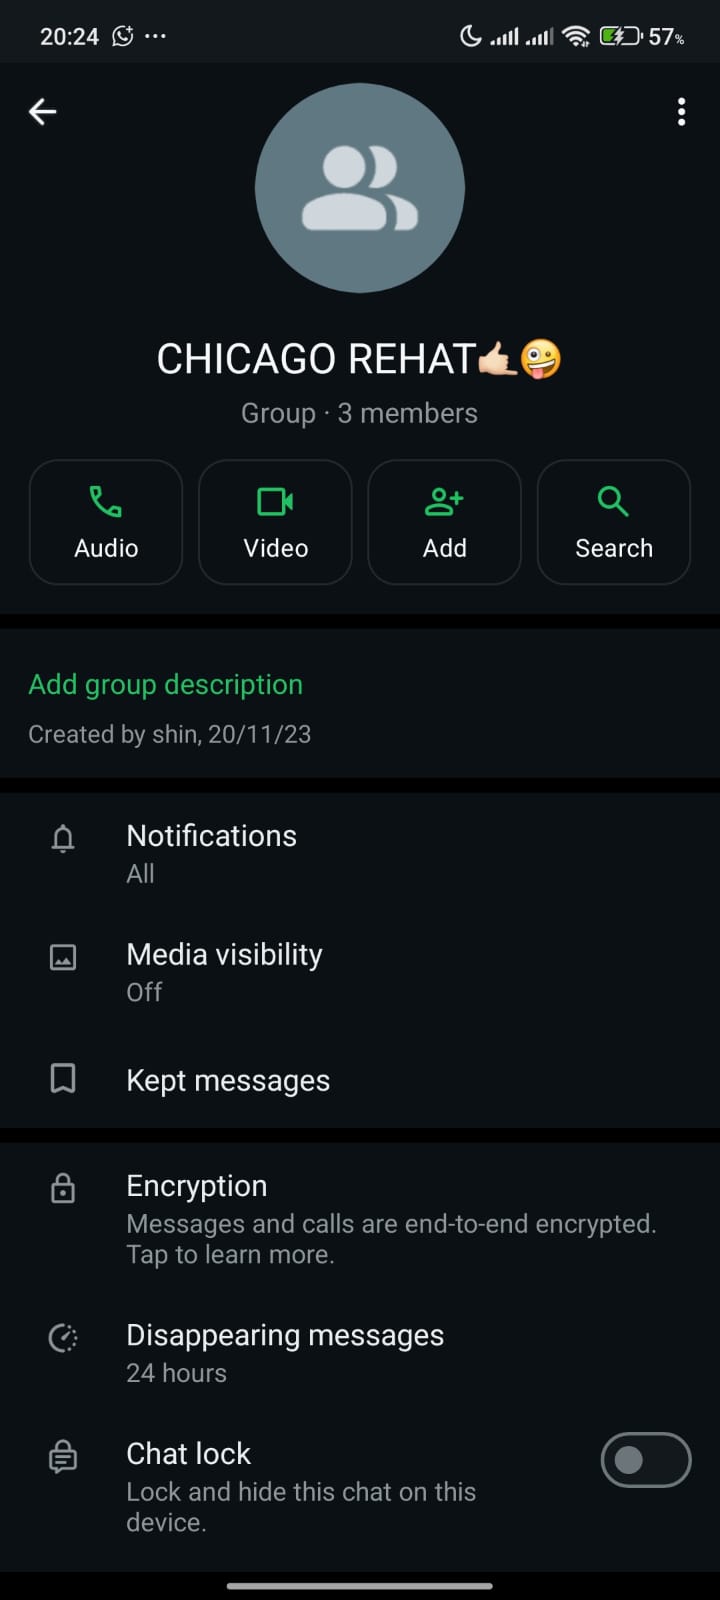 20:24
57%
CHICAGO REHAT🤙🏻🤪
Group · 3 members
Audio
Video
Add
Search
Add group description
Created by shin, 20/11/23
Notifications
All
Media visibility
Off
Kept messages
Encryption
Messages and calls are end-to-end encrypted.
Tap to learn more.
Disappearing messages
24 hours
Chat lock
Lock and hide this chat on this
device.